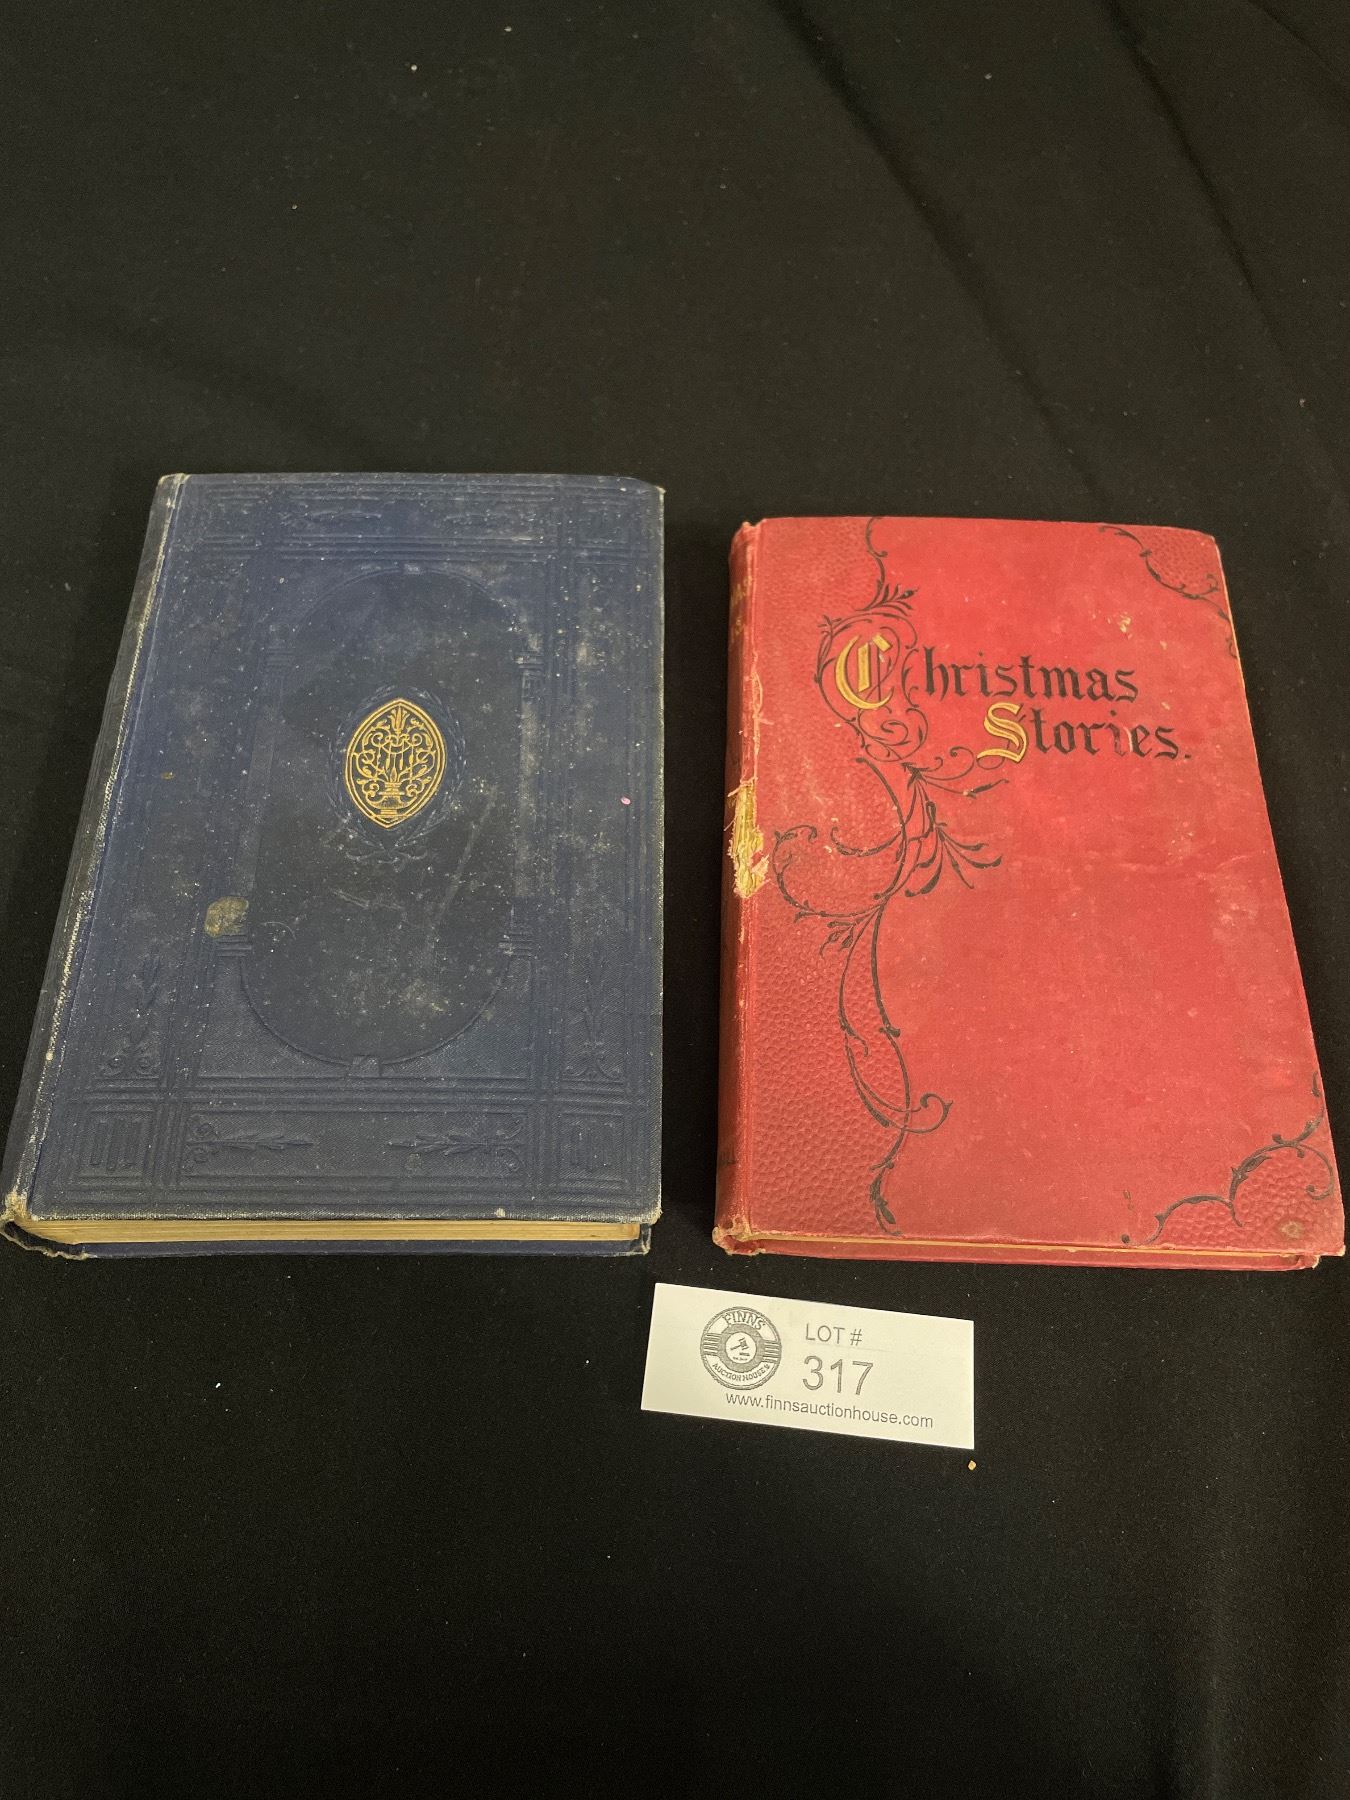 Christmas
Stories.
FINNS
AUCTION HOUSE
LOT #
317
www.finnsauctionhouse.com